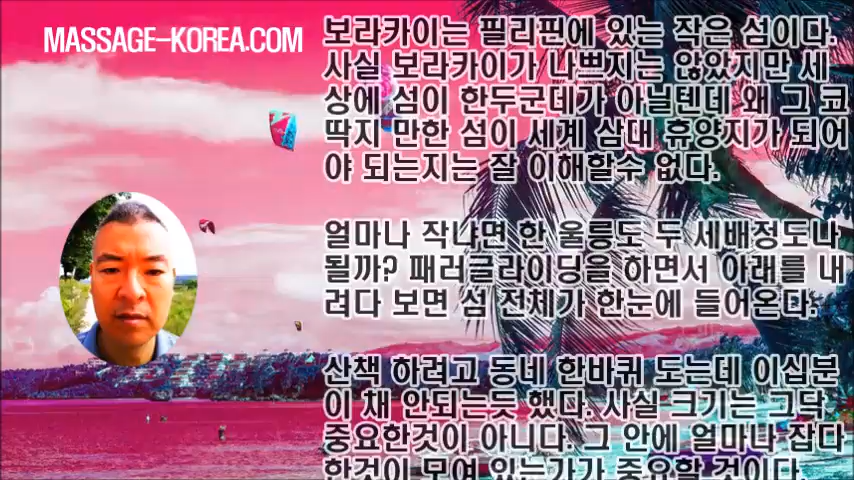 MASSAGE-KOREA.COM
보라카이는 필리핀에 있는 작은 섬이다.
사실 보라카이가 나쁘지는 않았지만 세
상에 섬이 한두군데가 아닐텐데 왜 그 코
딱지 만한 섬이 세계 삼대 휴양지가 되어
야 되는지는 잘 이해할수 없다.
얼마나 작냐면 한 울릉도 두 세배정도나
될까? 패러글라이딩을 하면서 아래를 내
려다 보면 섬 전체가 한눈에 들어온다.
산책 하려고 동네 한바퀴 도는데 이십분
이 채 안되는듯 했다. 사실 크기는 그닥
중요한것이 아니다. 그 안에 얼마나 잡다
한것이 모여 있는가가 중요할 것이다.